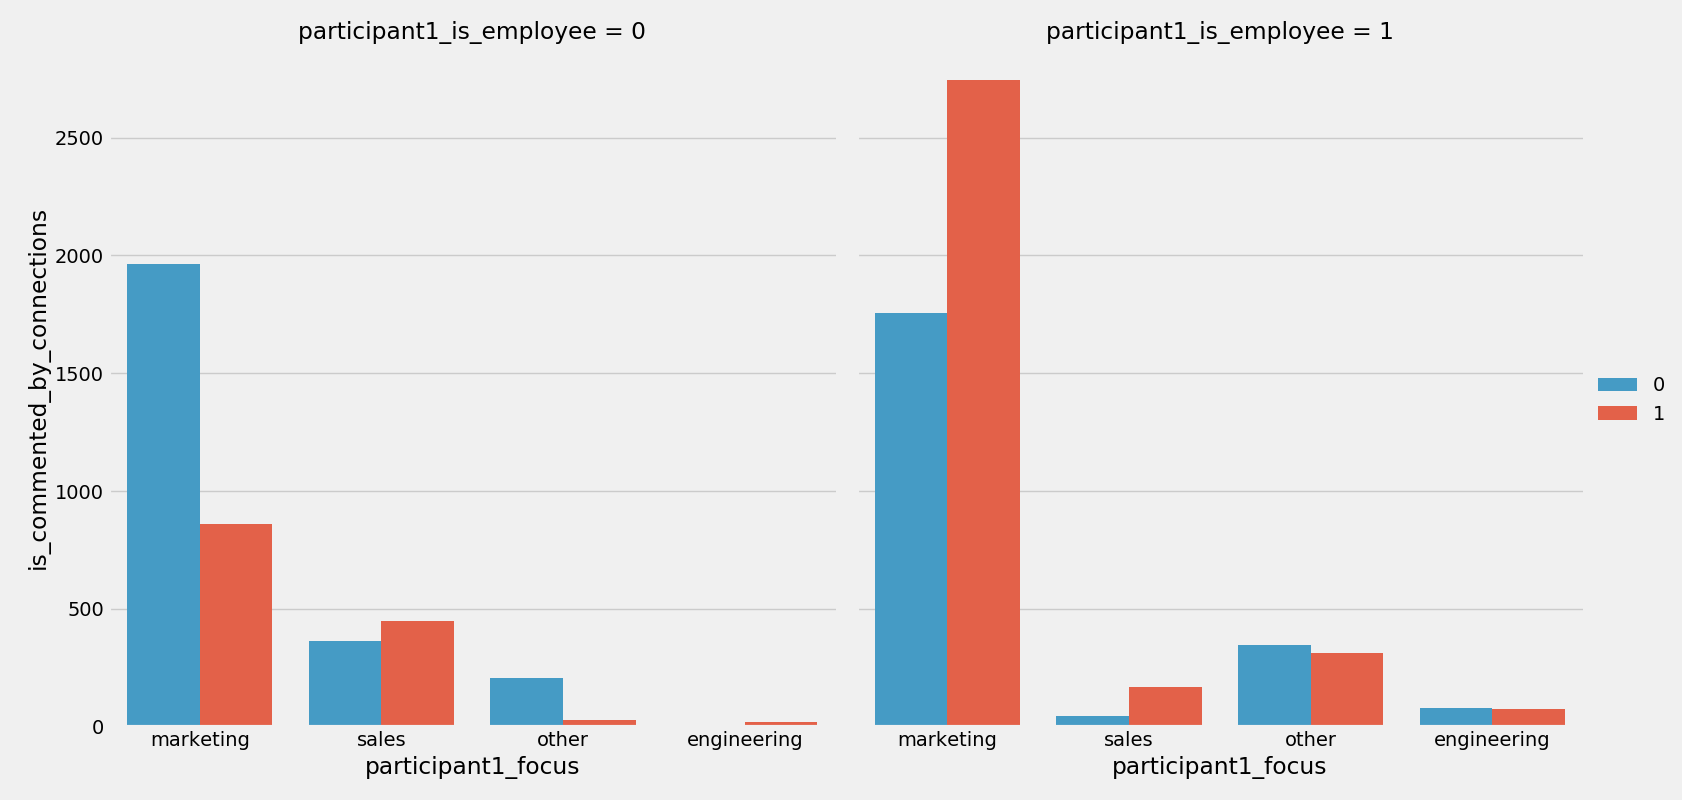 participant1_is_employee = 0
participant1_is_employee = 1
is_commented_by_connections
2500
2000
1500
1000
500
0
marketing
sales
other
engineering
participant1_focus
marketing
sales
other
engineering
participant1_focus
0
1